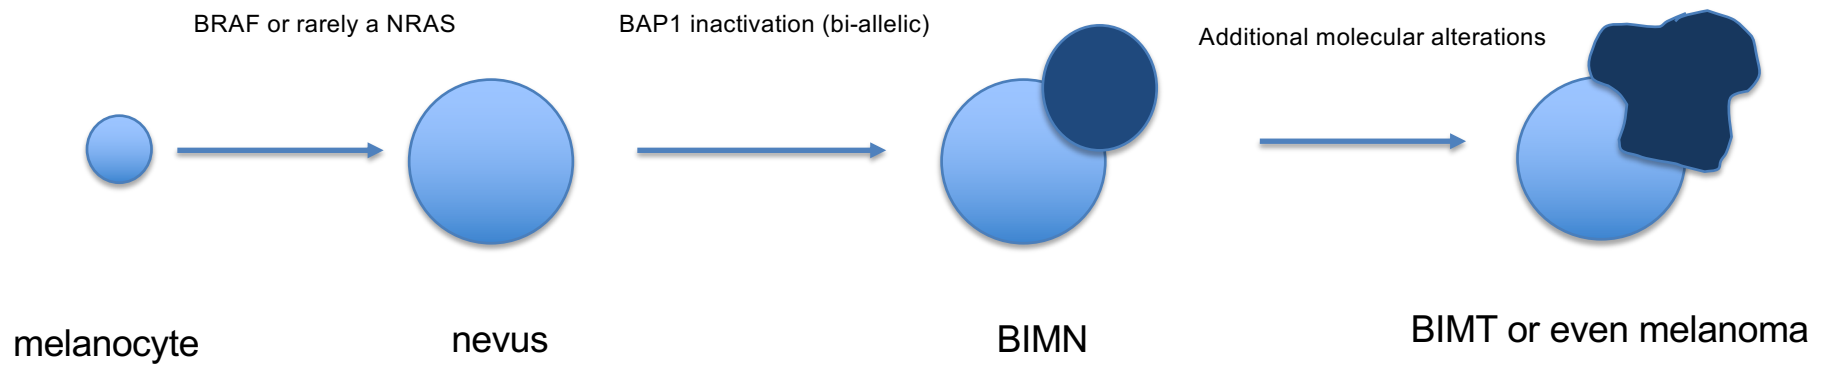 BRAF or rarely a NRAS
BAP1 inactivation (bi-allelic)
Additional molecular alterations
melanocyte
nevus
BIMN
BIMT or even melanoma